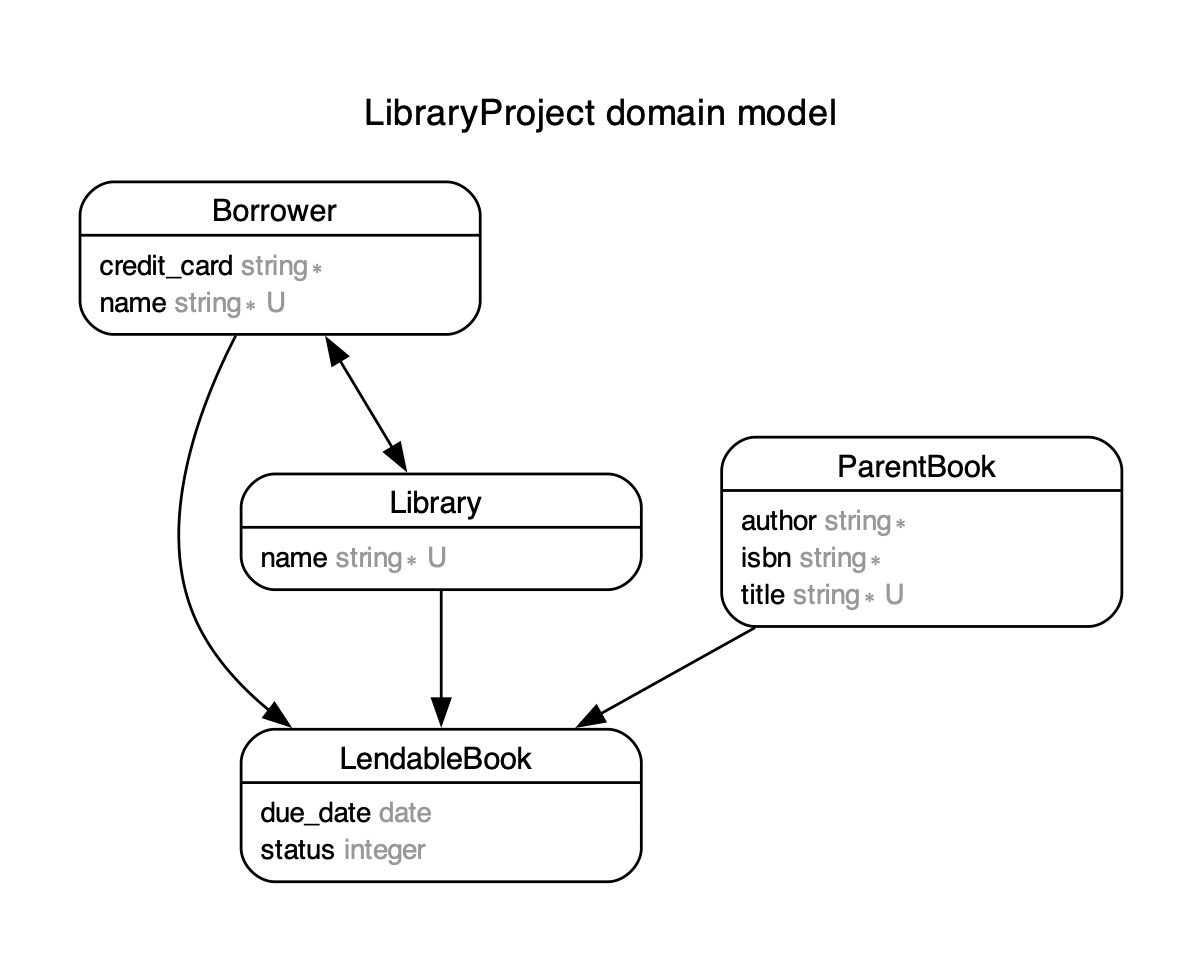 LibraryProject domain model
Borrower
credit_card string∗
name string∗ U
Library
name string∗ U
ParentBook
author string∗
isbn string∗
title string∗ U
LendableBook
due_date date
status integer